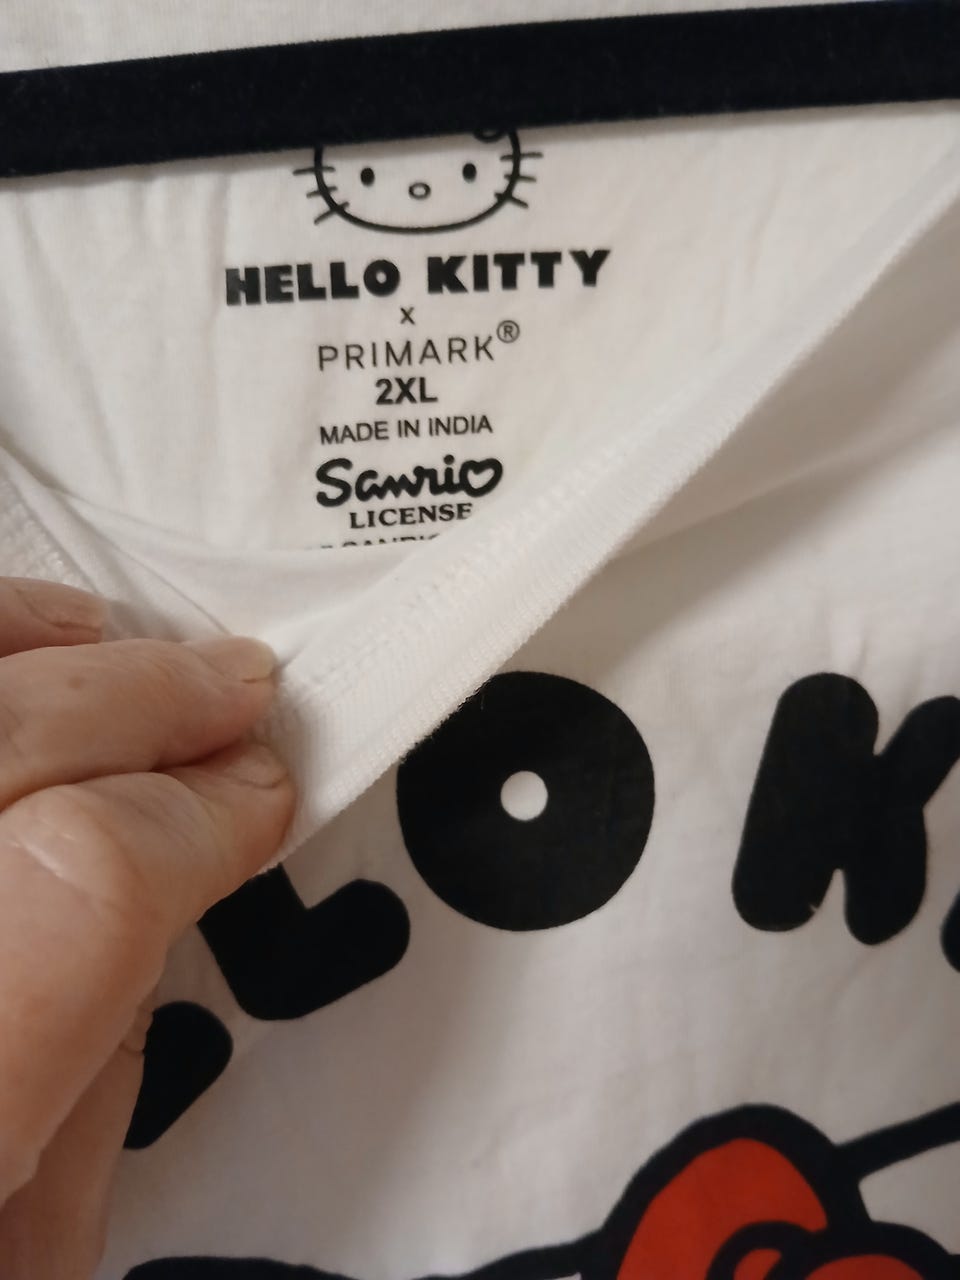 HELLO KITTY
x
PRIMARK®
2XL
MADE IN INDIA
Sanrio
LICENSE
LO K